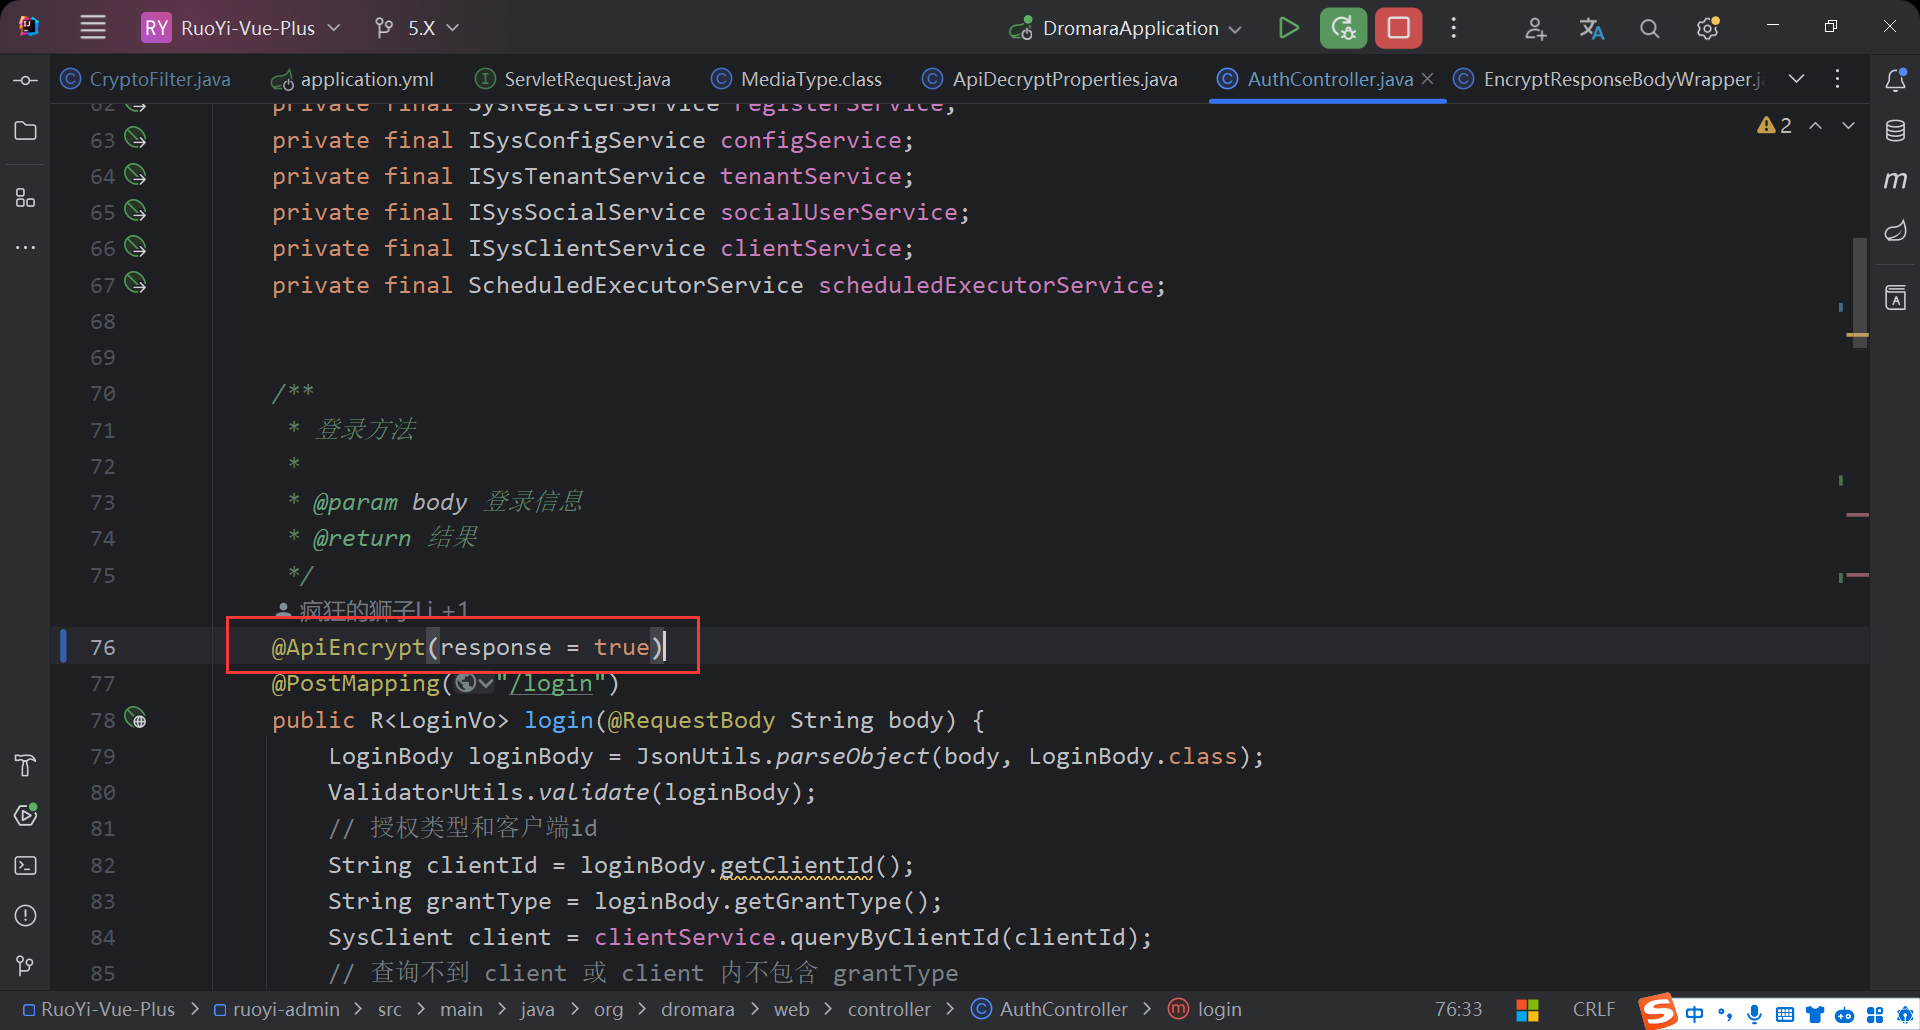 RY RuoYi-Vue-Plus 5.X DromaraApplication
CryptoFilter.java application.yml ServletRequest.java MediaType.class ApiDecryptProperties.java AuthController.java EncryptResponseBodyWrapper.j
2
62 private final SysRegisterService registerService;
63 private final ISysConfigService configService;
64 private final ISysTenantService tenantService;
65 private final ISysSocialService socialUserService;
66 private final ISysClientService clientService;
67 private final ScheduledExecutorService scheduledExecutorService;
68
69
70 /**
71 * 登录方法
72 *
73 * @param body 登录信息
74 * @return 结果
75 */
疯狂的狮子Li +1
76 @ApiEncrypt(response = true)
77 @PostMapping("/login")
78 public R<LoginVo> login(@RequestBody String body) {
79 LoginBody loginBody = JsonUtils.parseObject(body, LoginBody.class);
80 ValidatorUtils.validate(loginBody);
81 // 授权类型和客户端id
82 String clientId = loginBody.getClientId();
83 String grantType = loginBody.getGrantType();
84 SysClient client = clientService.queryByClientId(clientId);
85 // 查询不到 client 或 client 内不包含 grantType
RuoYi-Vue-Plus > ruoyi-admin > src > main > java > org > dromara > web > controller > AuthController > login 76:33 CRLF 中